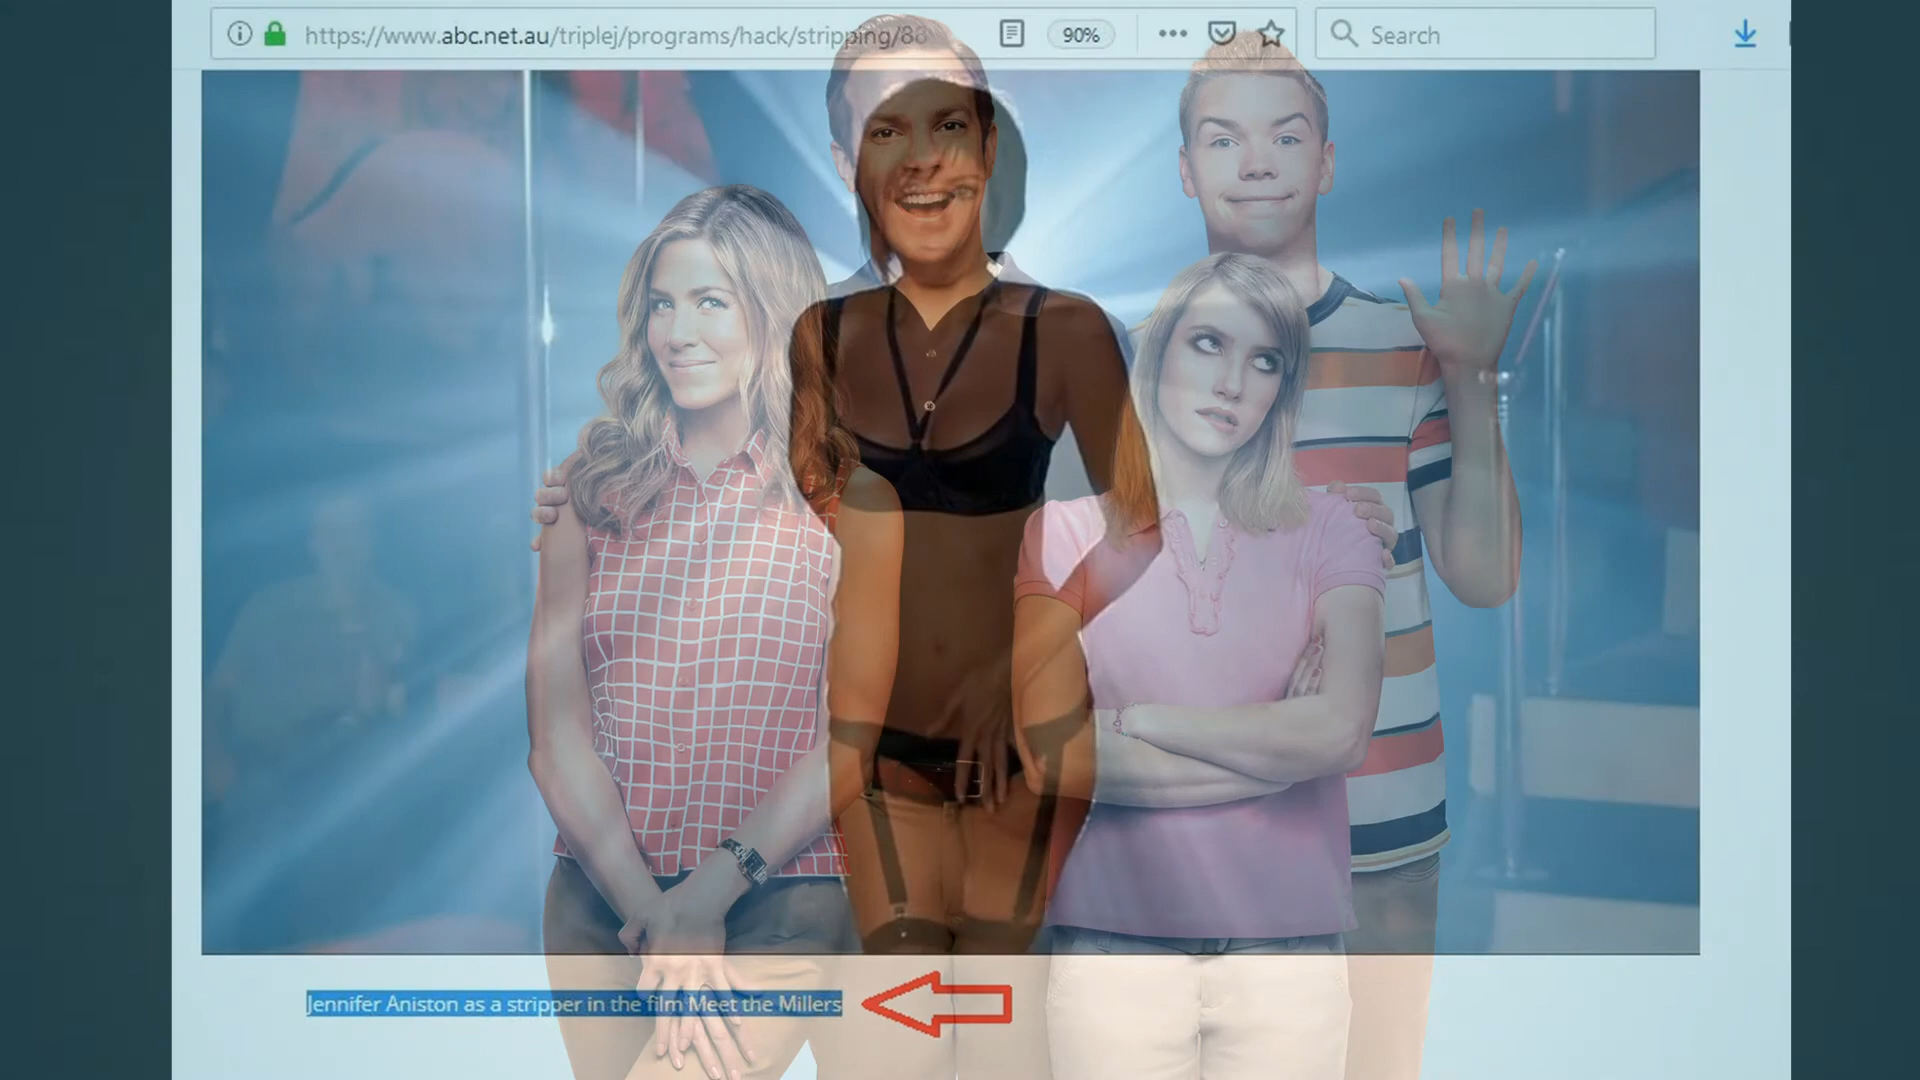 https://www.abc.net.au/triplej/programs/hack/stripping/88
90%
Search
Jennifer Aniston as a stripper in the film Meet the Millers